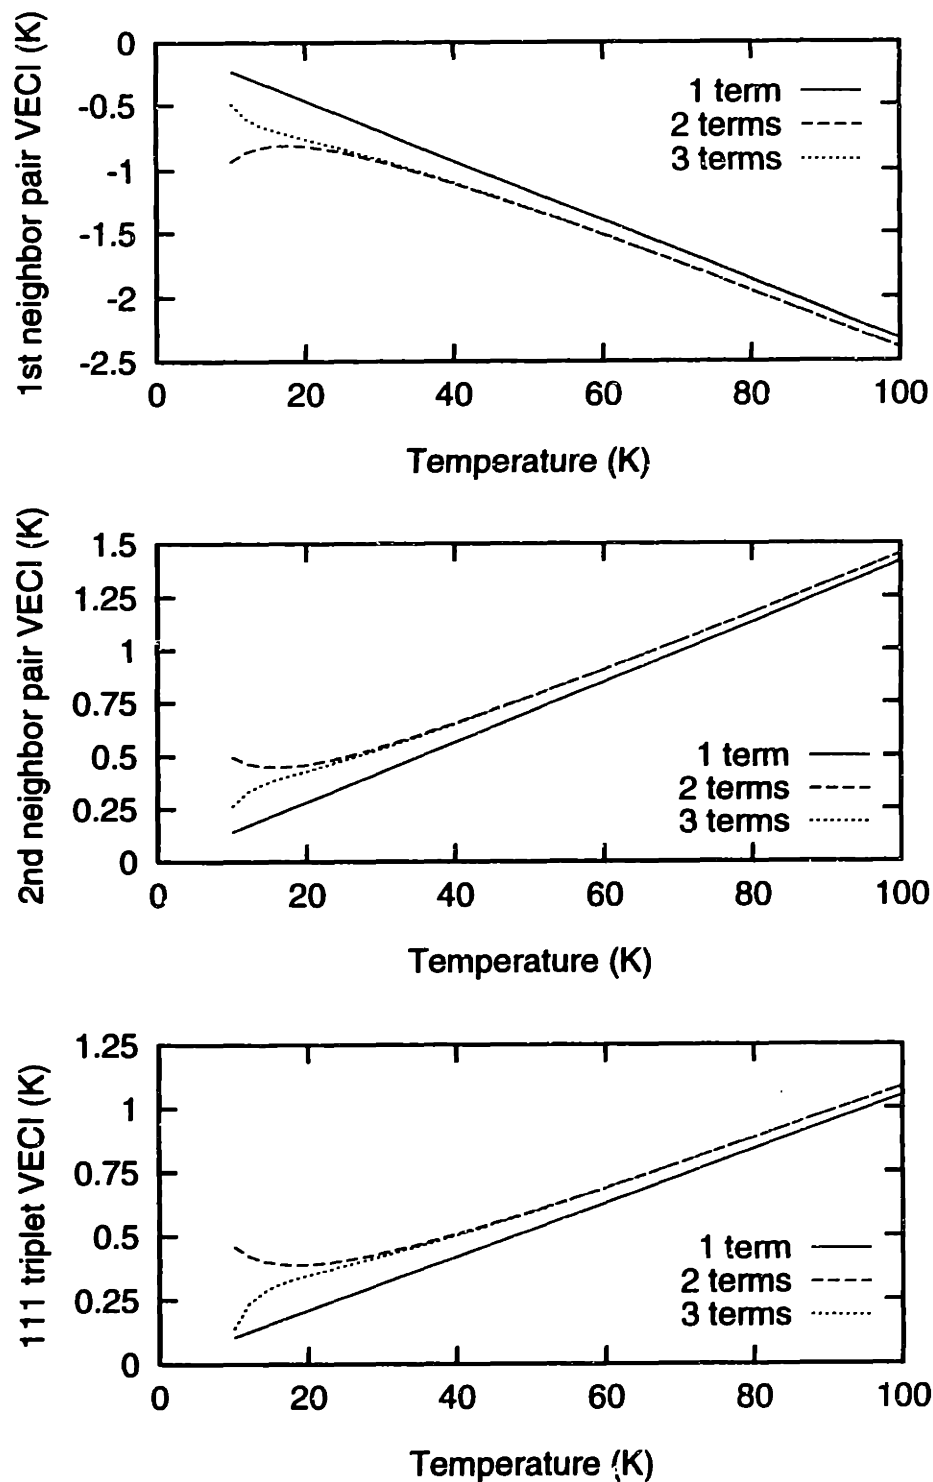 1st neighbor pair VECI (K)
0
-0.5
-1
-1.5
-2
-2.5
1 term
2 terms
3 terms
0 20 40 60 80 100
Temperature (K)
2nd neighbor pair VECI (K)
1.5
1.25
1
0.75
0.5
0.25
0
1 term
2 terms
3 terms
0 20 40 60 80 100
Temperature (K)
111 triplet VECI (K)
1.25
1
0.75
0.5
0.25
0
1 term
2 terms
3 terms
0 20 40 60 80 100
Temperature (K)